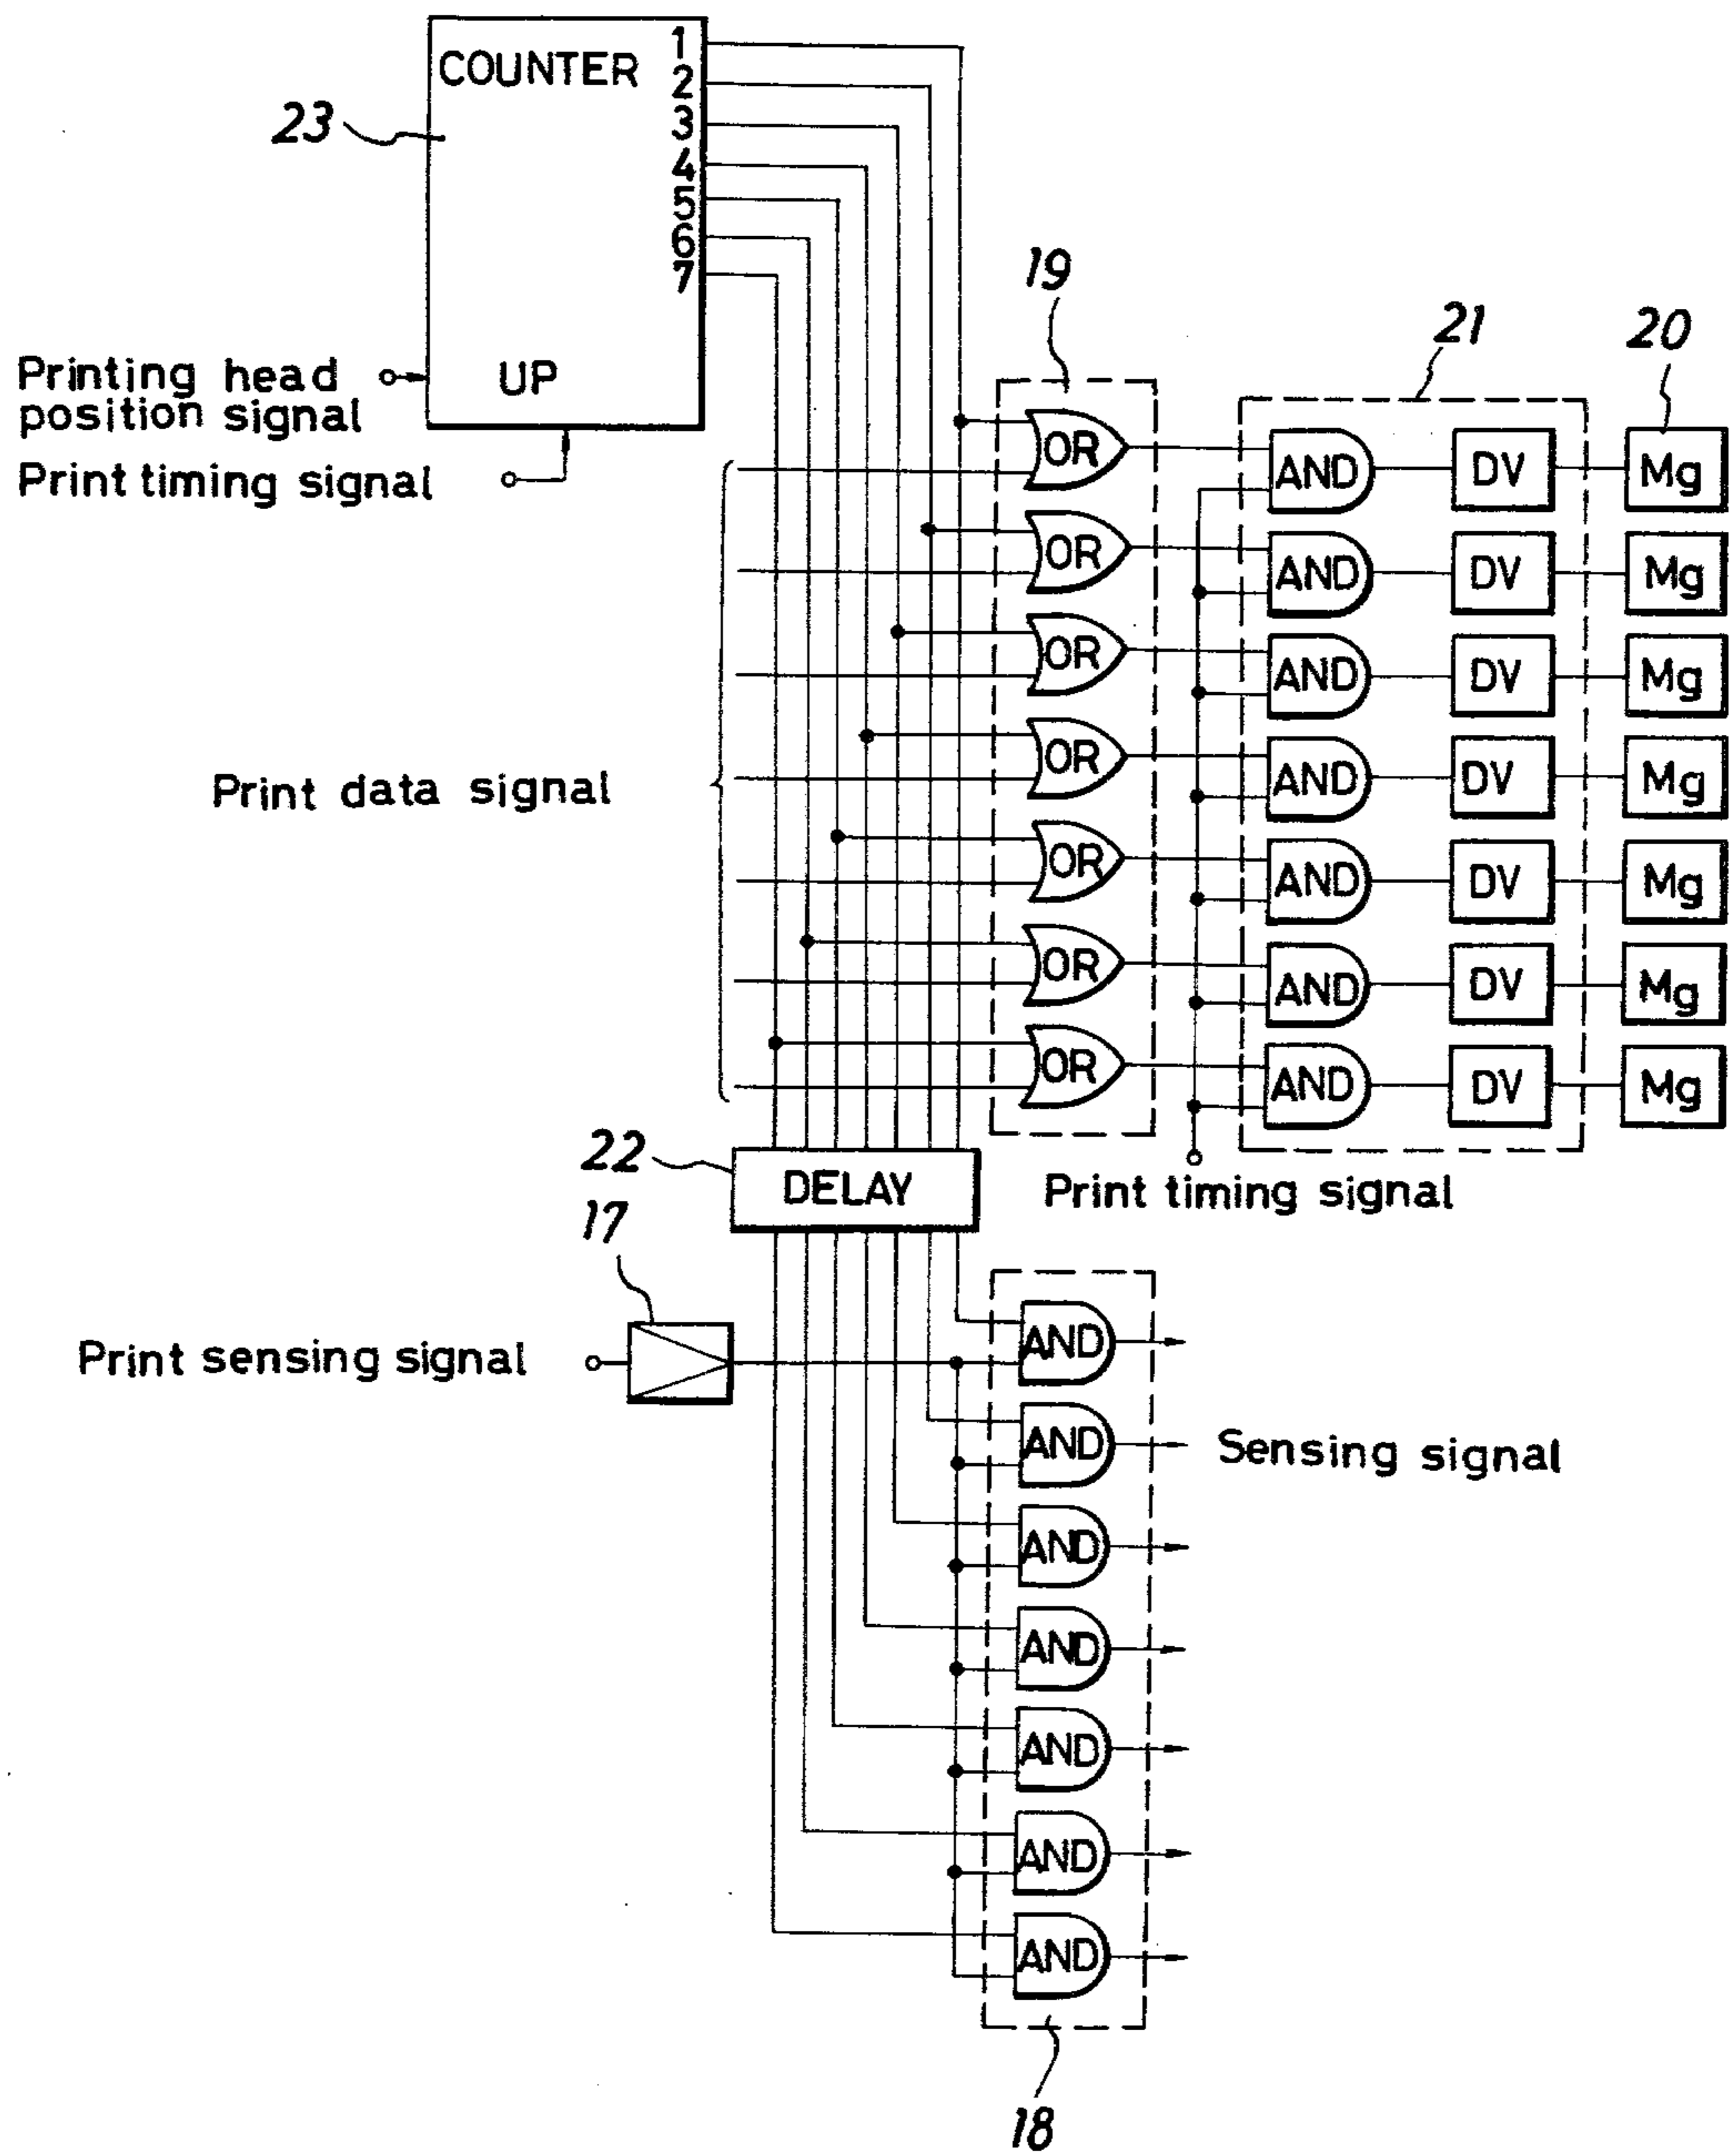 COUNTER
1
2
3
4
5
6
7
23
UP
Printing head
position signal
Print timing signal
19
21
20
OR AND DV Mg
OR AND DV Mg
OR AND DV Mg
Print data signal
OR AND DV Mg
OR AND DV Mg
OR AND DV Mg
OR AND DV Mg
22
DELAY
Print timing signal
17
Print sensing signal
AND
AND
Sensing signal
AND
AND
AND
AND
AND
18